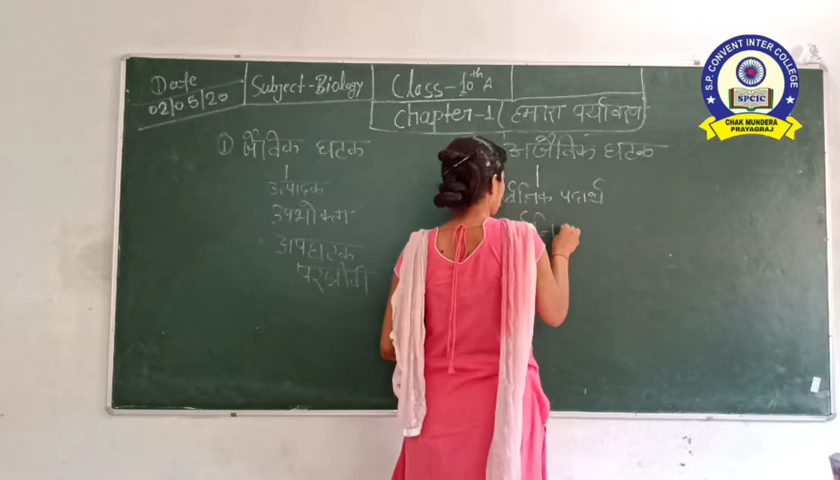 Date
02/05/20
Subject-Biology
Class-10th A
Chapter-1 (हमारा पर्यावरण)
① जैविक घटक
उत्पादक
उपभोक्ता
अपघटक
परजीवी
अजैविक घटक
पदार्थ
S.P. CONVENT INTER COLLEGE
SPCIC
CHAK MUNDERA
PRAYAGRAJ